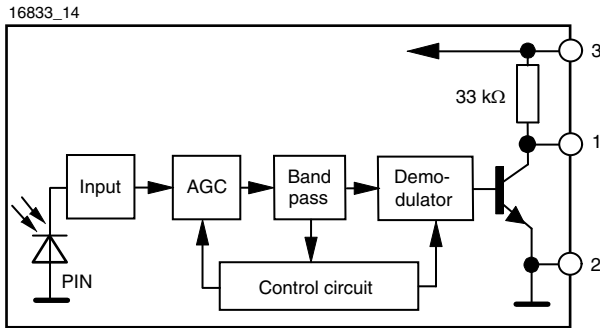 16833_14
3
33 kΩ
1
Input
AGC
Band
pass
Demo-
dulator
2
PIN
Control circuit